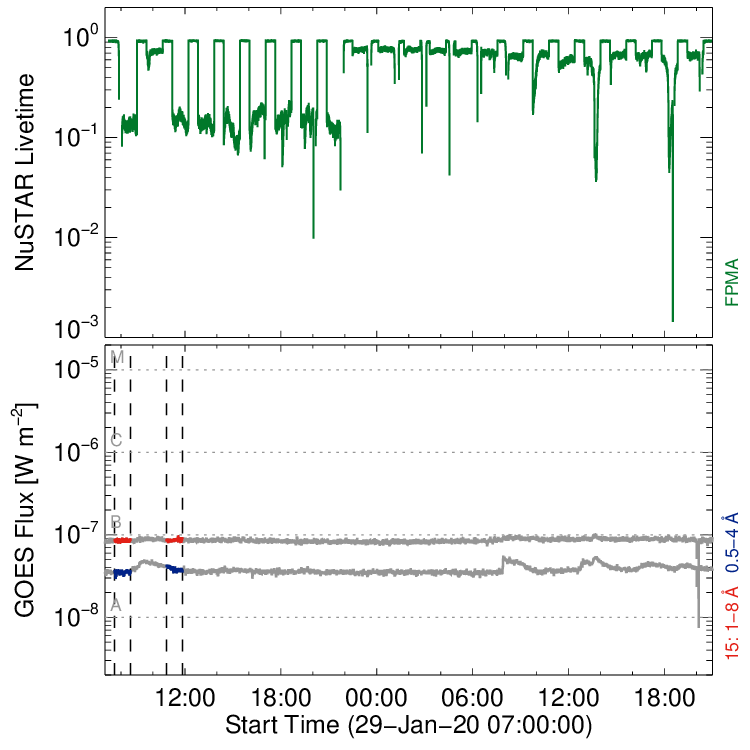 NuSTAR Livetime
10⁰
10⁻¹
10⁻²
10⁻³
FPMA
GOES Flux [W m⁻²]
10⁻⁵
10⁻⁶
10⁻⁷
10⁻⁸
M
C
B
A
15: 1−8 Å 0.5−4 Å
12:00 18:00 00:00 06:00 12:00 18:00
Start Time (29−Jan−20 07:00:00)